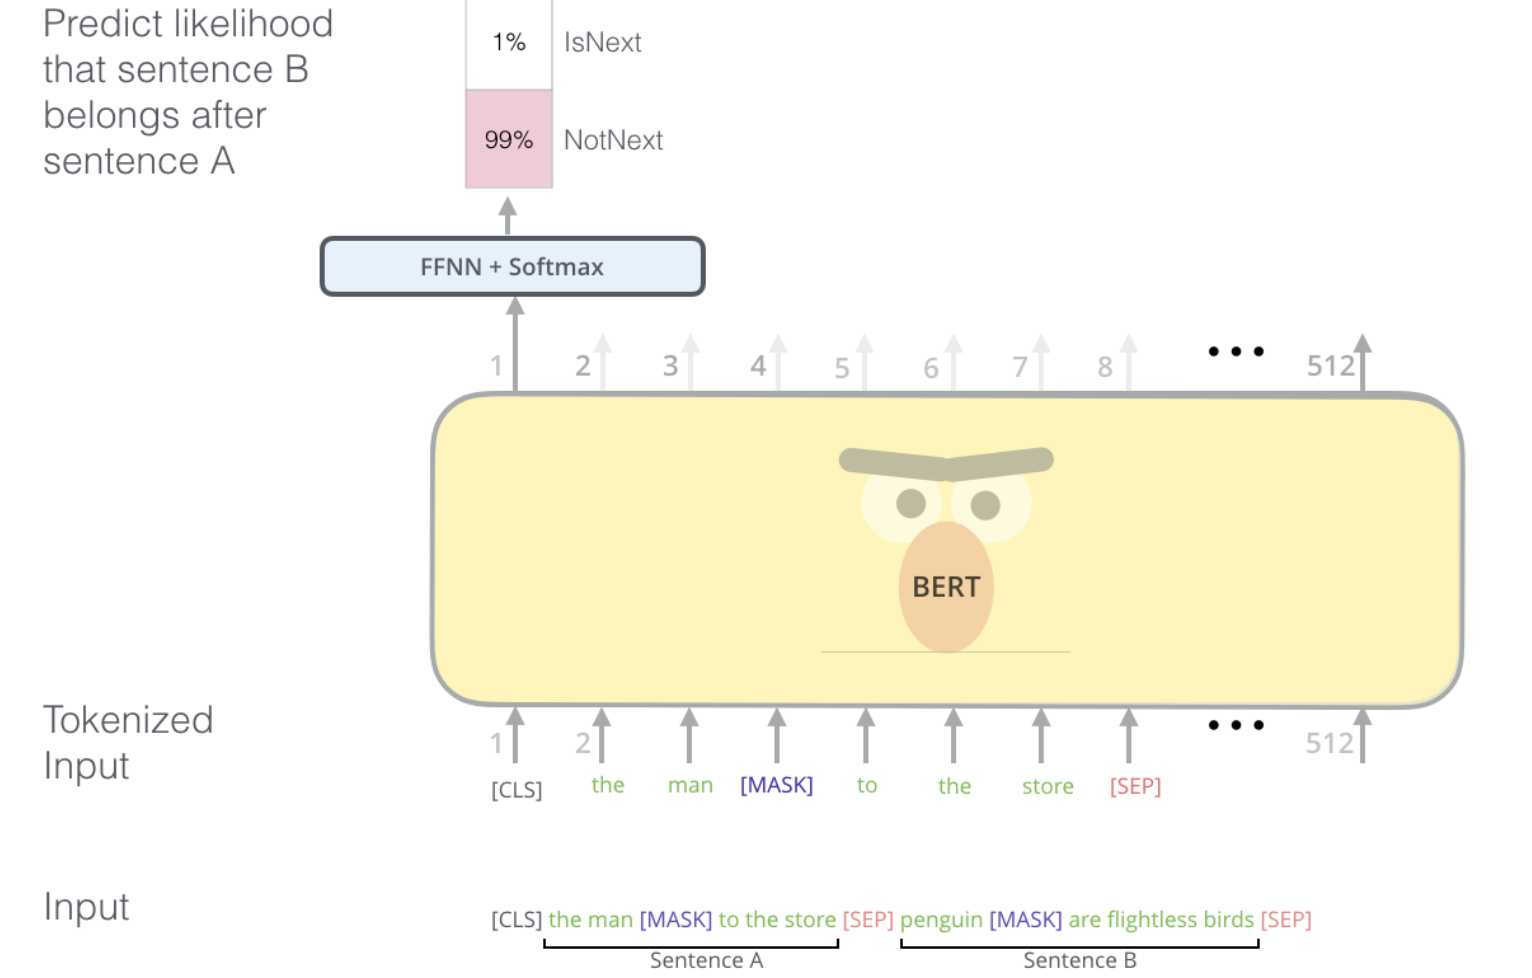 Predict likelihood
that sentence B
belongs after
sentence A
1% IsNext
99% NotNext
FFNN + Softmax
1 2 3 4 5 6 7 8 ••• 512
BERT
Tokenized
Input
1 2 ••• 512
[CLS] the man [MASK] to the store [SEP]
Input
[CLS] the man [MASK] to the store [SEP] penguin [MASK] are flightless birds [SEP]
Sentence A Sentence B